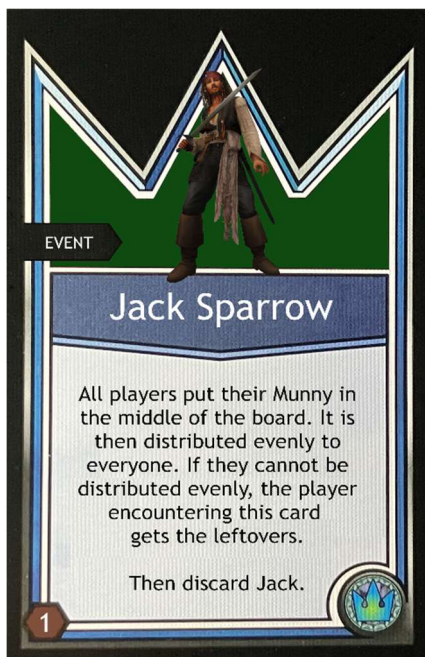 EVENT
Jack Sparrow
All players put their Munny in
the middle of the board. It is
then distributed evenly to
everyone. If they cannot be
distributed evenly, the player
encountering this card
gets the leftovers.
Then discard Jack.
1